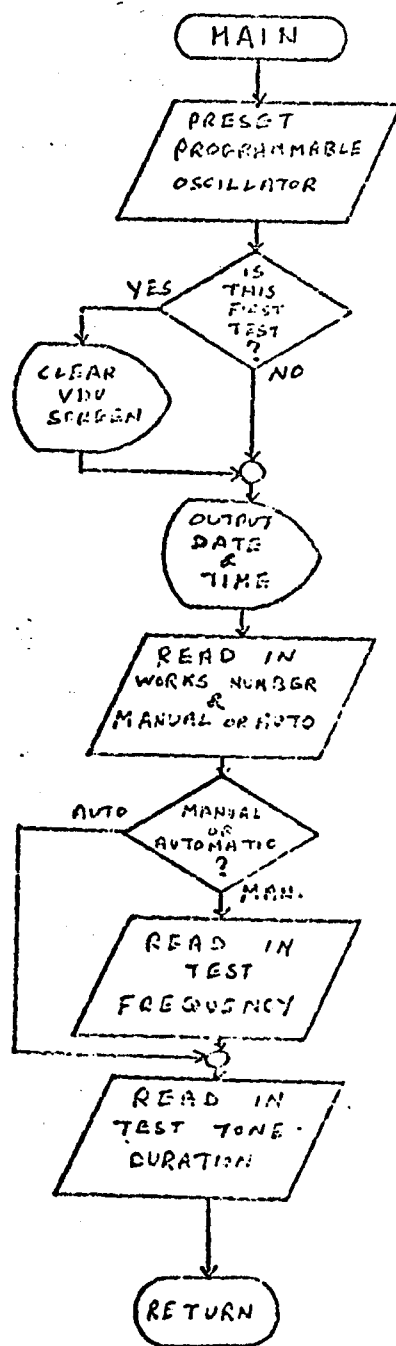 MAIN
PRESET
PROGRAMMABLE
OSCILLATOR
IS
THIS
FIRST
TEST
?
YES
NO
CLEAR
VDU
SCREEN
OUTPUT
DATE
&
TIME
READ IN
WORKS NUMBER
&
MANUAL OR AUTO
AUTO
MANUAL
OR
AUTOMATIC
?
MAN.
READ IN
TEST
FREQUENCY
READ IN
TEST TONE
DURATION
RETURN